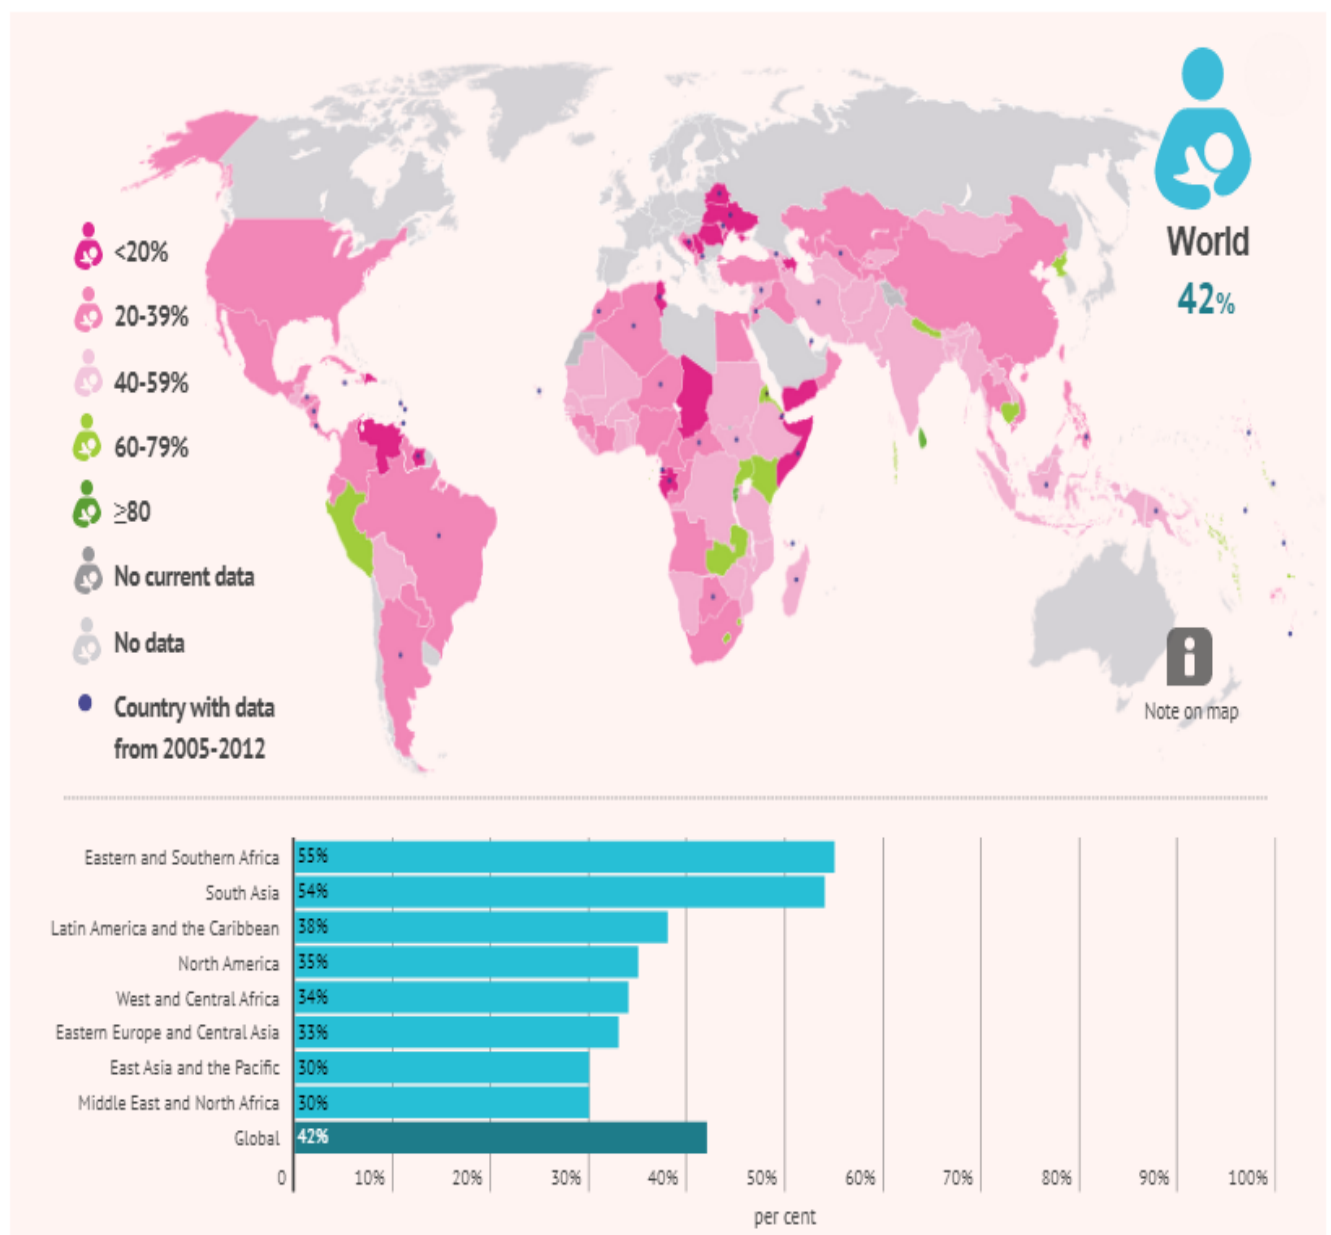 World
42%
<20%
20-39%
40-59%
60-79%
≥80
No current data
No data
Country with data
from 2005-2012
Note on map
Eastern and Southern Africa 55%
South Asia 54%
Latin America and the Caribbean 38%
North America 35%
West and Central Africa 34%
Eastern Europe and Central Asia 33%
East Asia and the Pacific 30%
Middle East and North Africa 30%
Global 42%
0 10% 20% 30% 40% 50% 60% 70% 80% 90% 100%
per cent